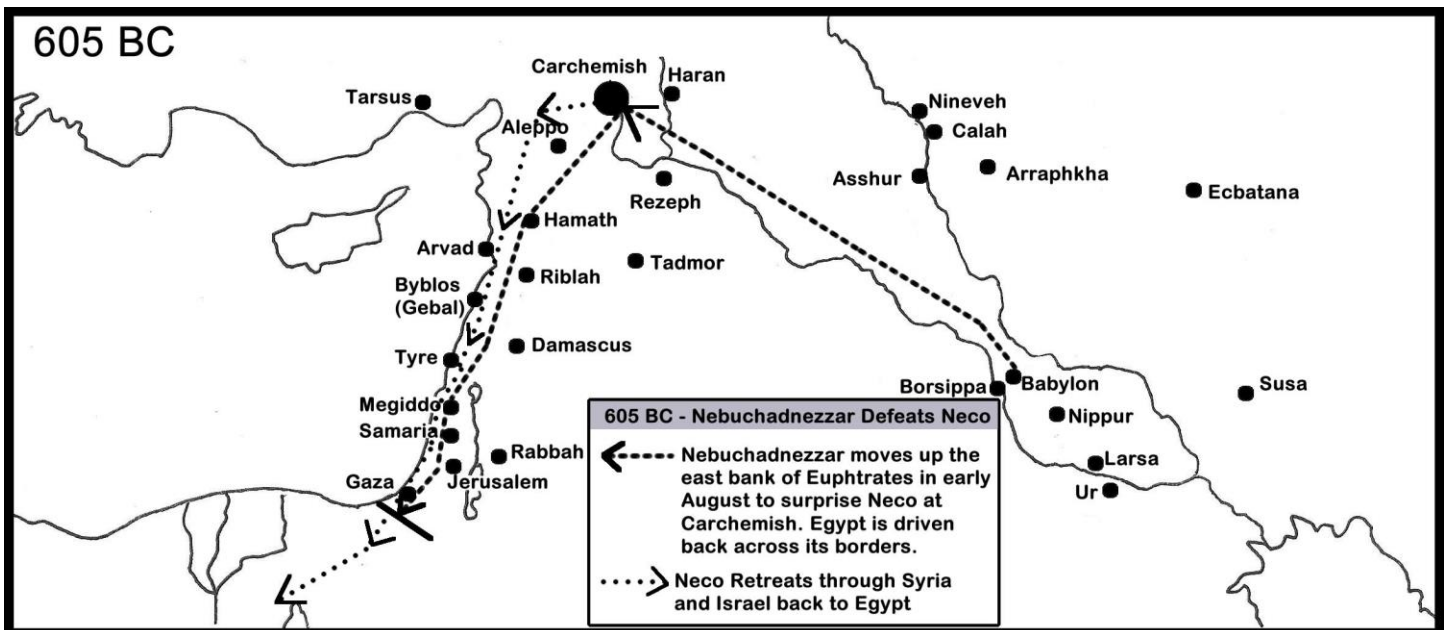 605 BC
Carchemish
Haran
Tarsus
Nineveh
Aleppo
Calah
Arraphkha
Asshur
Rezeph
Ecbatana
Hamath
Arvad
Tadmor
Riblah
Byblos
(Gebal)
Tyre
Damascus
Borsippa
Babylon
Susa
Megiddo
Nippur
Samaria
Rabbah
Larsa
Gaza
Jerusalem
Ur
605 BC - Nebuchadnezzar Defeats Neco
Nebuchadnezzar moves up the
east bank of Euphtrates in early
August to surprise Neco at
Carchemish. Egypt is driven
back across its borders.
Neco Retreats through Syria
and Israel back to Egypt